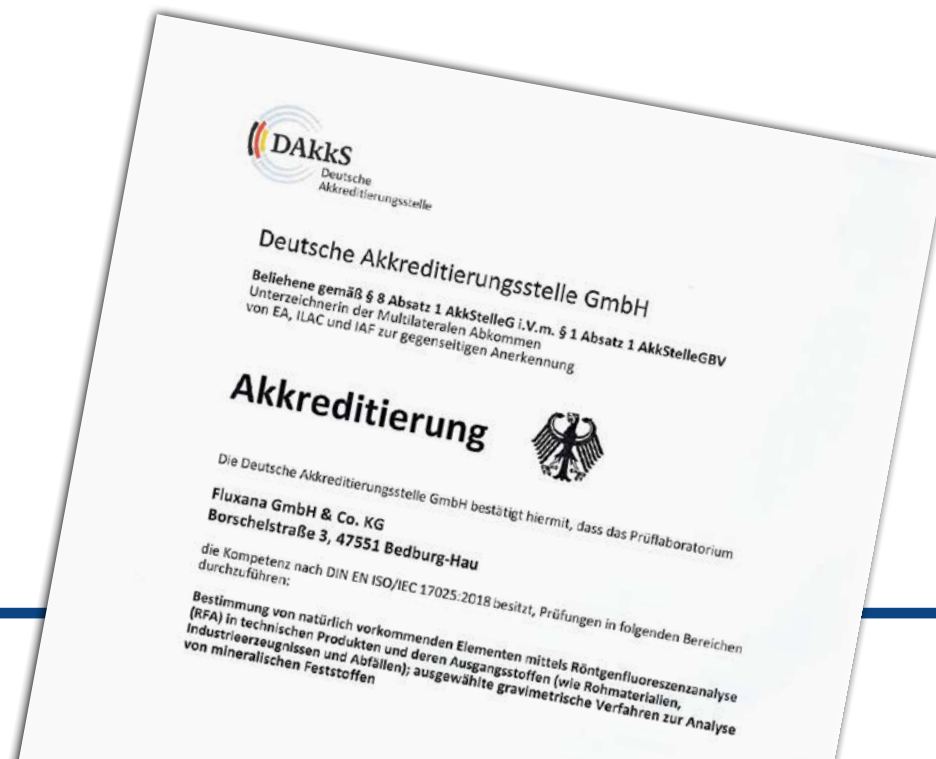 DAkkS
Deutsche
Akkreditierungsstelle
Deutsche Akkreditierungsstelle GmbH
Beliehene gemäß § 8 Absatz 1 AkkStelleG i.V.m. § 1 Absatz 1 AkkStelleGBV
Unterzeichnerin der Multilateralen Abkommen
von EA, ILAC und IAF zur gegenseitigen Anerkennung
Akkreditierung
Die Deutsche Akkreditierungsstelle GmbH bestätigt hiermit, dass das Prüflaboratorium
Fluxana GmbH & Co. KG
Borschelstraße 3, 47551 Bedburg-Hau
die Kompetenz nach DIN EN ISO/IEC 17025:2018 besitzt, Prüfungen in folgenden Bereichen
durchzuführen:
Bestimmung von natürlich vorkommenden Elementen mittels Röntgenfluoreszenzanalyse
(RFA) in technischen Produkten und deren Ausgangsstoffen (wie Rohmaterialien,
Industrieerzeugnissen und Abfällen); ausgewählte gravimetrische Verfahren zur Analyse
von mineralischen Feststoffen